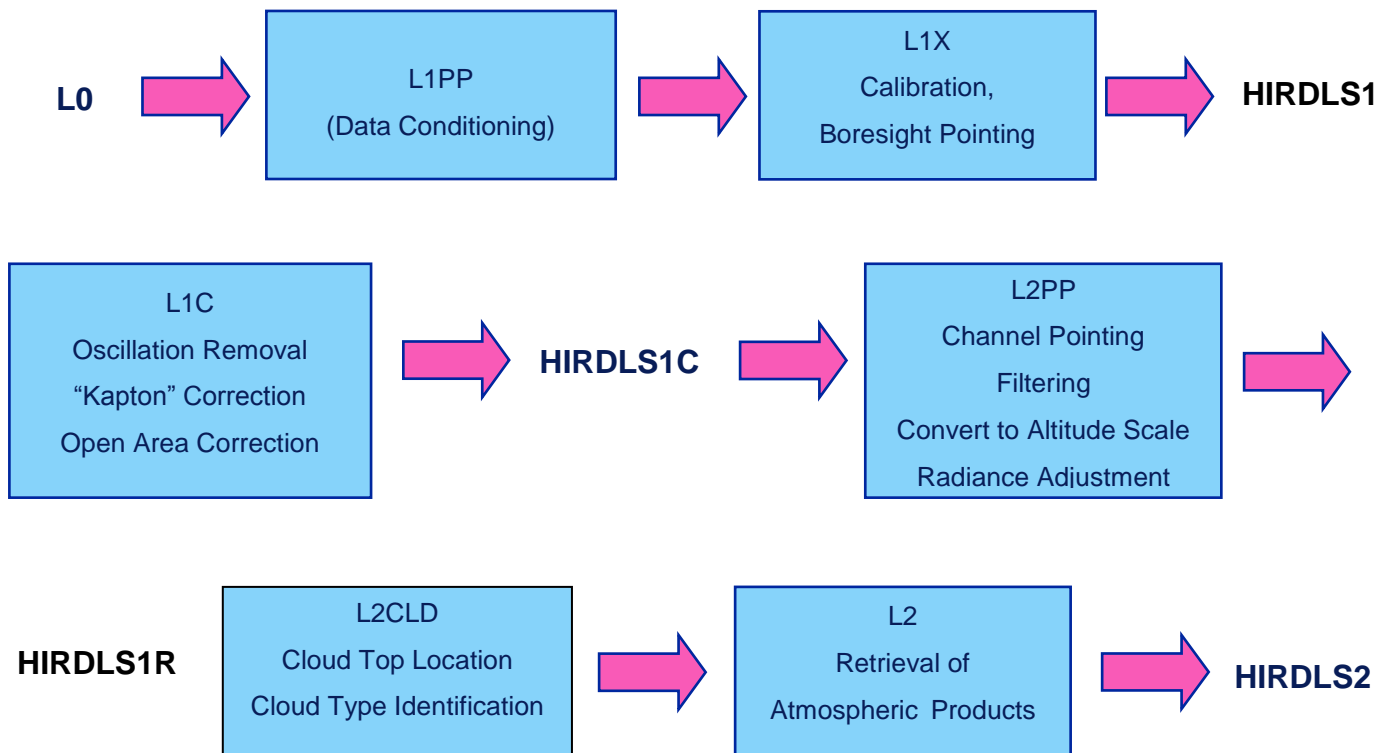 L0
L1PP
(Data Conditioning)
L1X
Calibration,
Boresight Pointing
HIRDLS1
L1C
Oscillation Removal
“Kapton” Correction
Open Area Correction
HIRDLS1C
L2PP
Channel Pointing
Filtering
Convert to Altitude Scale
Radiance Adjustment
HIRDLS1R
L2CLD
Cloud Top Location
Cloud Type Identification
L2
Retrieval of
Atmospheric Products
HIRDLS2